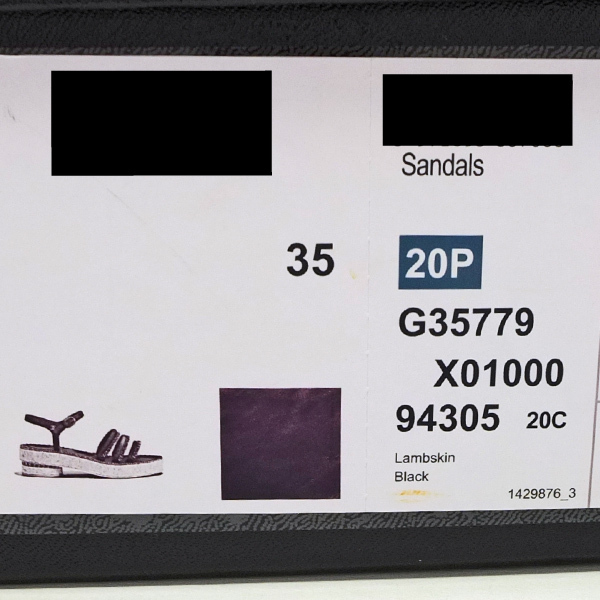 Sandals
35
20P
G35779
X01000
94305 20C
Lambskin
Black
1429876_3